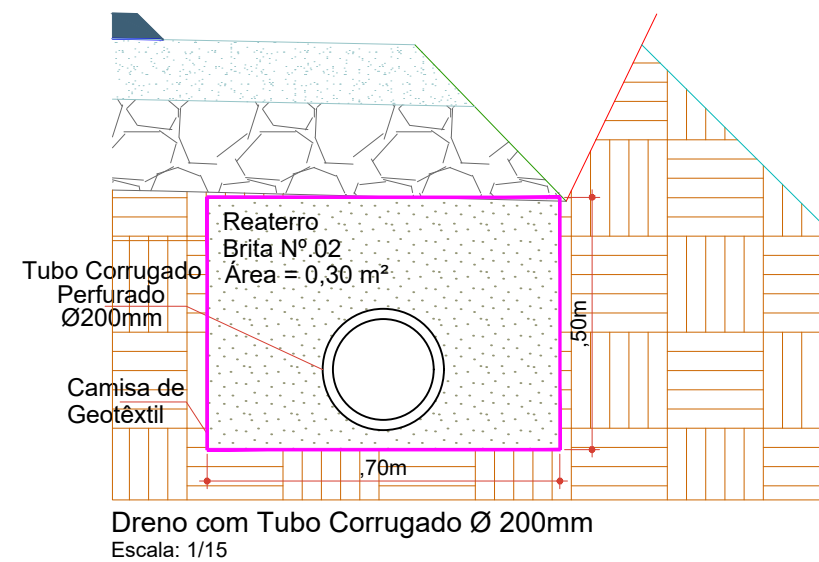 Reaterro
Brita Nº.02
Área = 0,30 m²
Tubo Corrugado
Perfurado
Ø200mm
,50m
Camisa de
Geotêxtil
,70m
Dreno com Tubo Corrugado Ø 200mm
Escala: 1/15